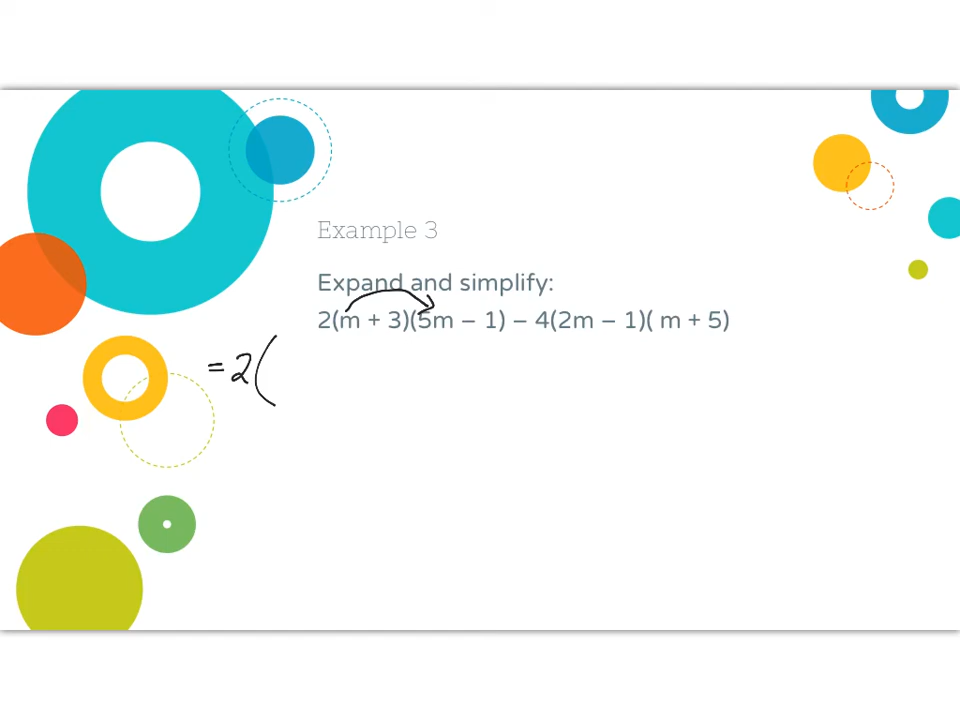 Example 3
Expand and simplify:
2(m + 3)(5m – 1) – 4(2m – 1)( m + 5)
= 2(